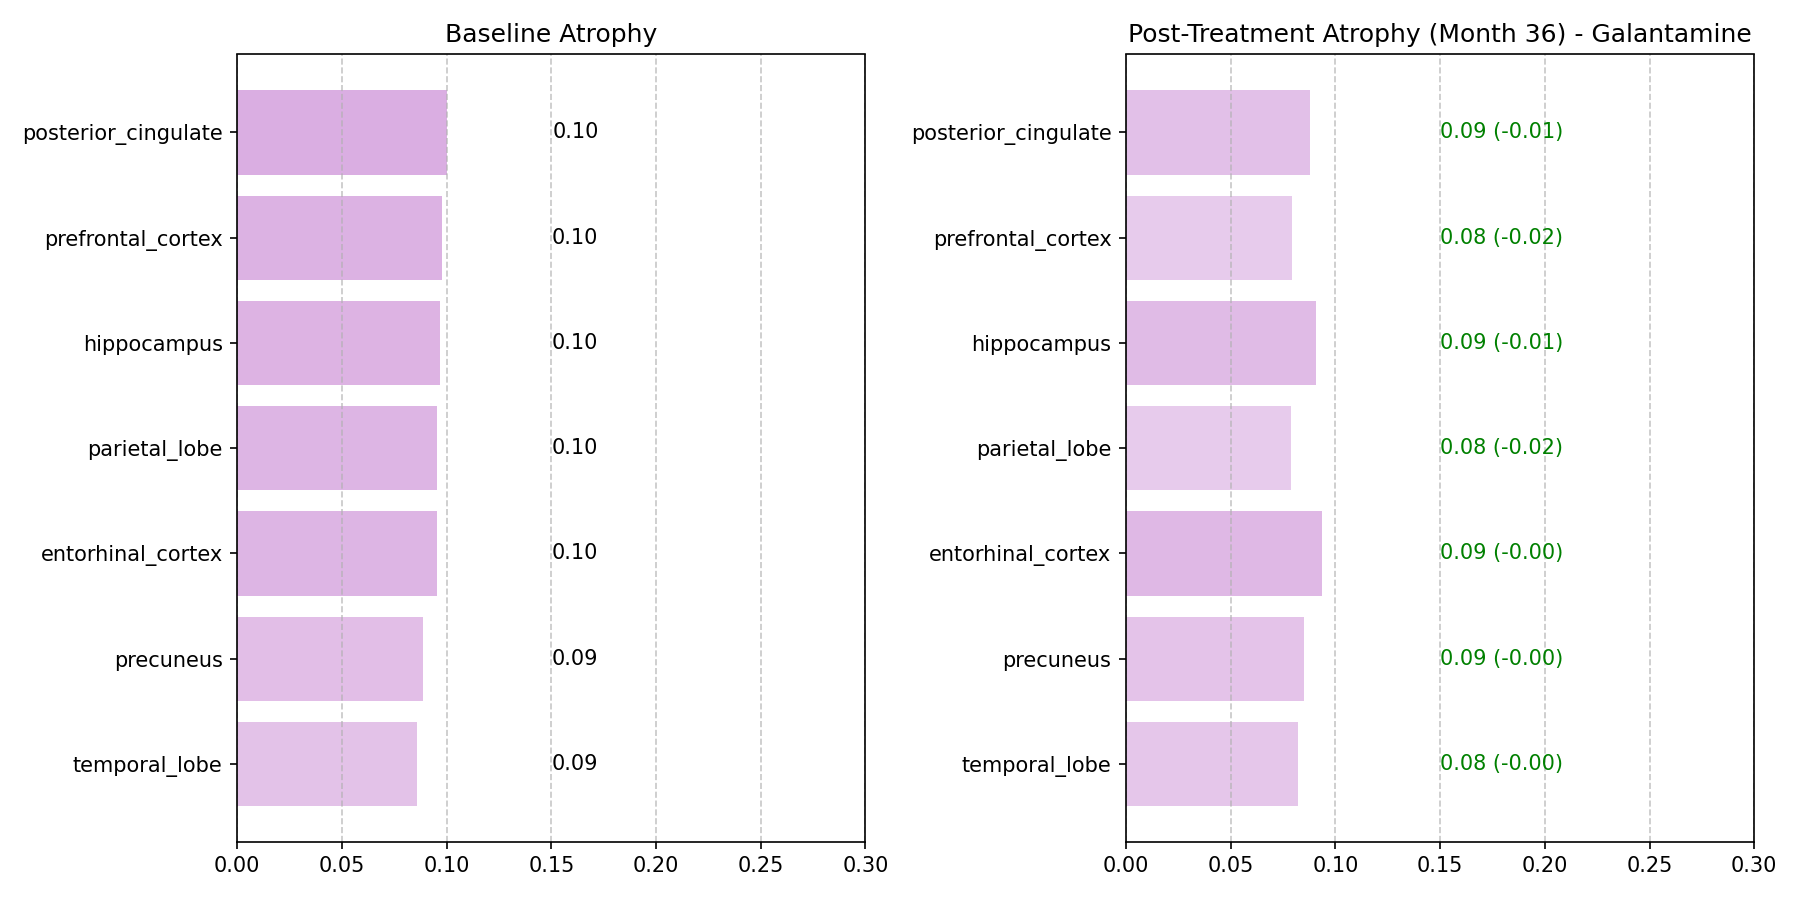 Baseline Atrophy
posterior_cingulate 0.10
prefrontal_cortex 0.10
hippocampus 0.10
parietal_lobe 0.10
entorhinal_cortex 0.10
precuneus 0.09
temporal_lobe 0.09
0.00 0.05 0.10 0.15 0.20 0.25 0.30
Post-Treatment Atrophy (Month 36) - Galantamine
posterior_cingulate 0.09 (-0.01)
prefrontal_cortex 0.08 (-0.02)
hippocampus 0.09 (-0.01)
parietal_lobe 0.08 (-0.02)
entorhinal_cortex 0.09 (-0.00)
precuneus 0.09 (-0.00)
temporal_lobe 0.08 (-0.00)
0.00 0.05 0.10 0.15 0.20 0.25 0.30